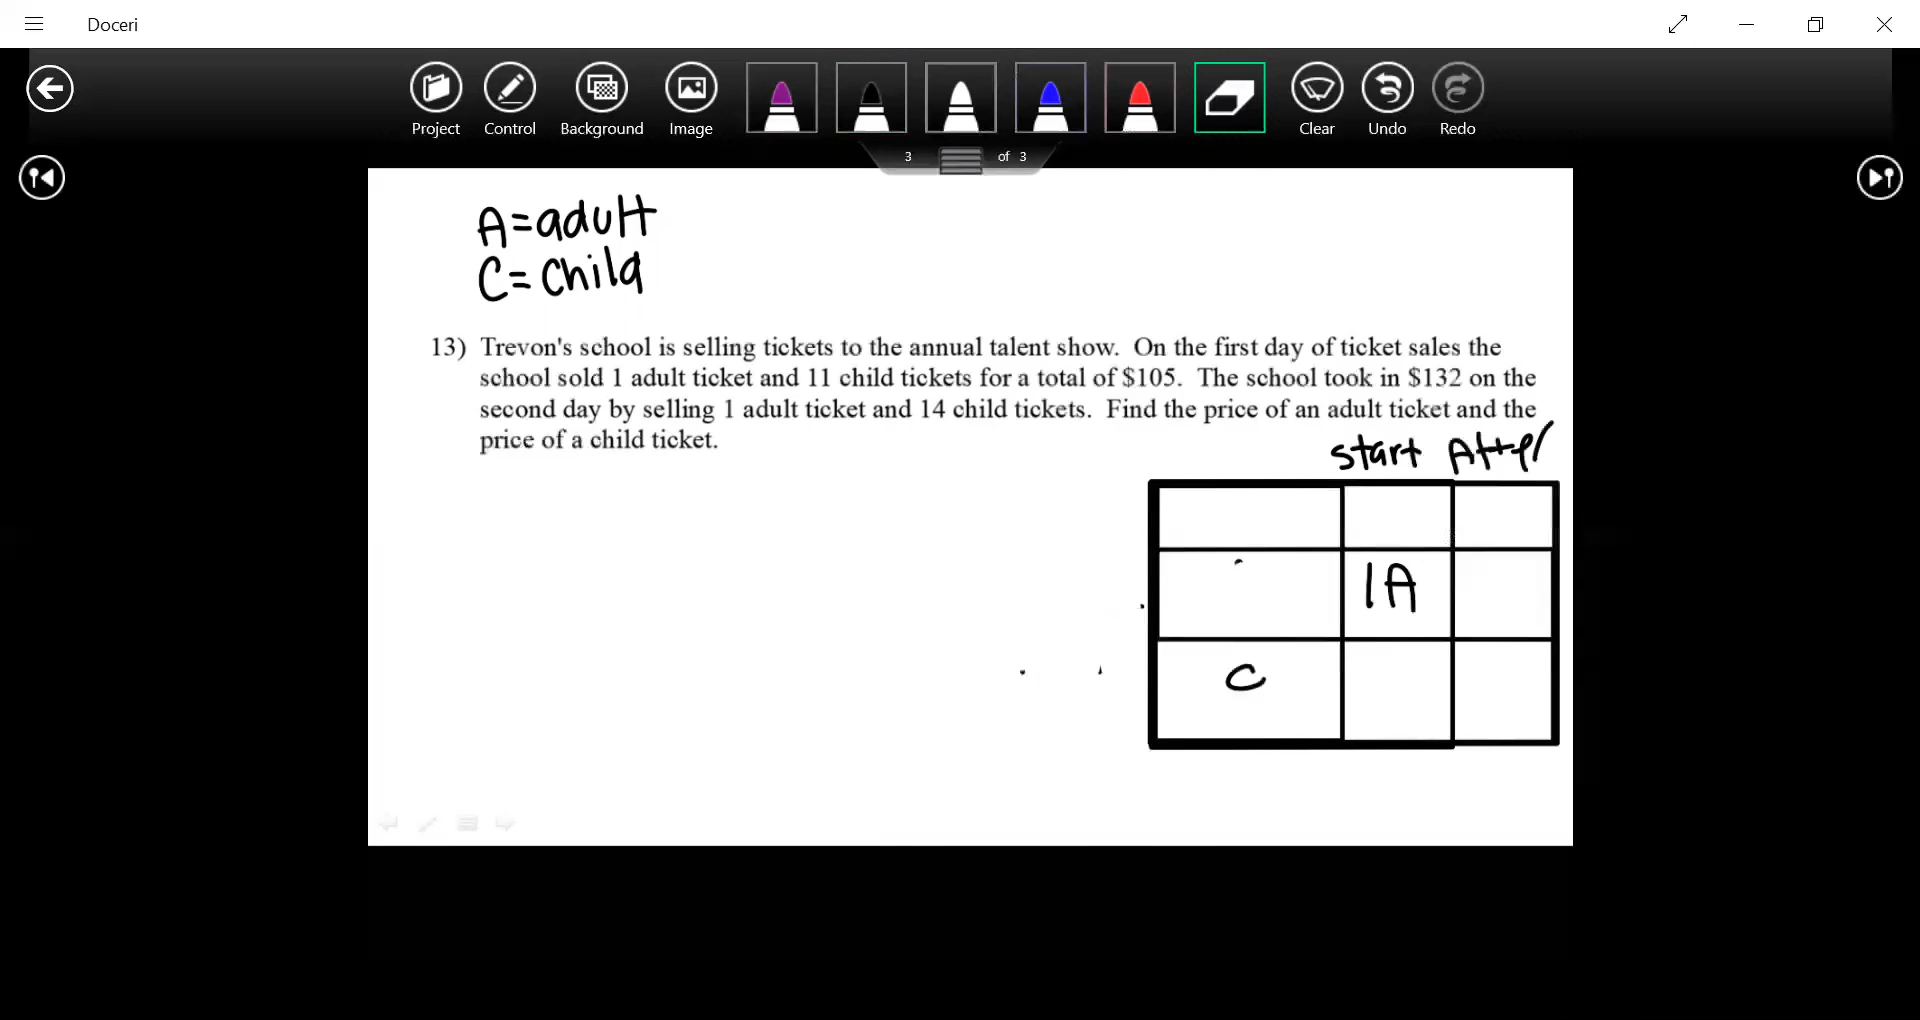 Doceri
Project Control Background Image Clear Undo Redo
3 of 3
A=adult
C=child
13) Trevon's school is selling tickets to the annual talent show. On the first day of ticket sales the
school sold 1 adult ticket and 11 child tickets for a total of $105. The school took in $132 on the
second day by selling 1 adult ticket and 14 child tickets. Find the price of an adult ticket and the
price of a child ticket.
start After
1A
C